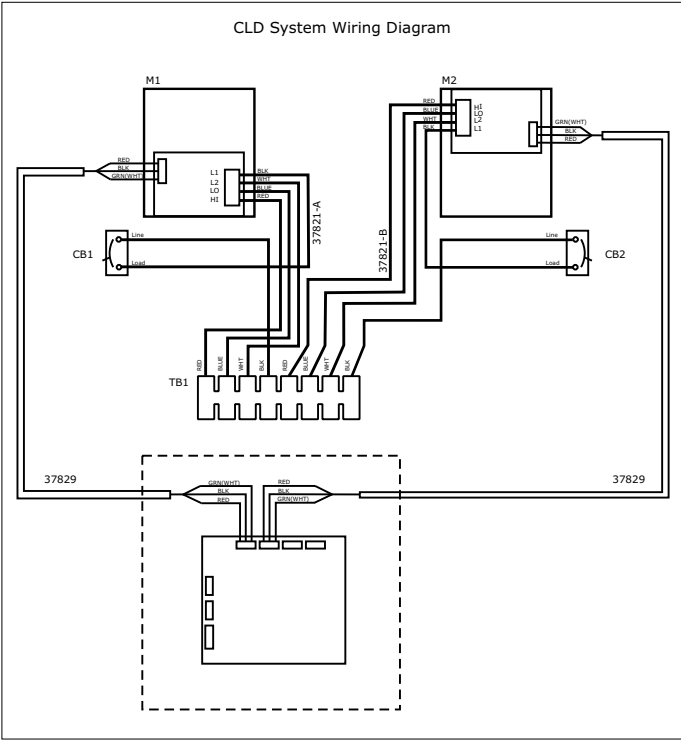 CLD System Wiring Diagram
M1
M2
RED
BLK
GRN(WHT)
L1
L2
LO
HI
BLK
WHT
BLUE
RED
37821-A
RED
BLUE
WHT
BLK
HI
LO
L2
L1
GRN(WHT)
BLK
RED
37821-B
CB1
Line
Load
Line
Load
CB2
RED
BLUE
WHT
BLK
RED
BLUE
WHT
BLK
TB1
37829
37829
GRN(WHT)
BLK
RED
RED
BLK
GRN(WHT)